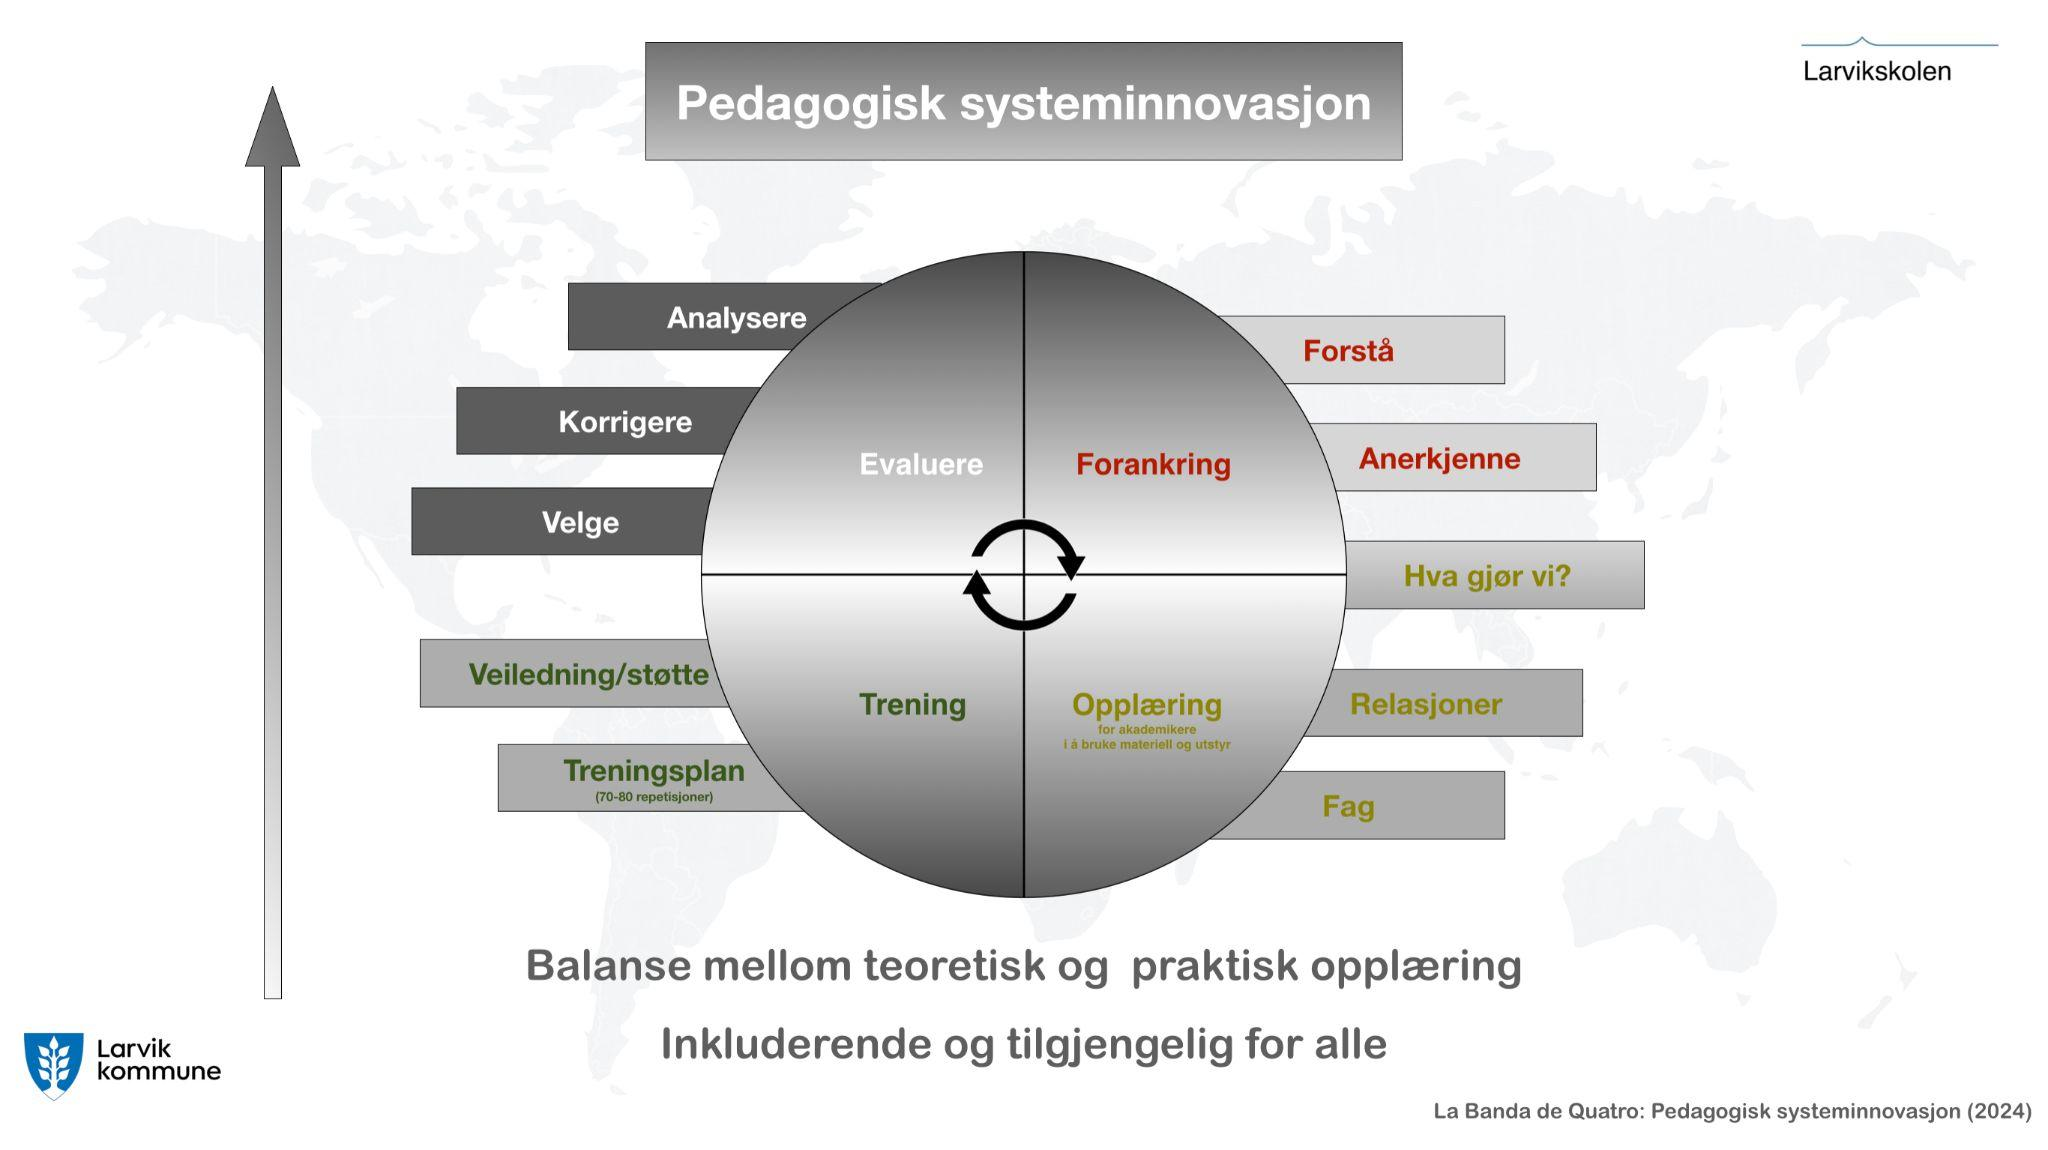 Pedagogisk systeminnovasjon
Larvikskolen
Analysere
Korrigere
Velge
Veiledning/støtte
Treningsplan
(70-80 repetisjoner)
Evaluere
Forankring
Trening
Opplæring
for akademikere
i å bruke materiell og utstyr
Forstå
Anerkjenne
Hva gjør vi?
Relasjoner
Fag
Balanse mellom teoretisk og praktisk opplæring
Inkluderende og tilgjengelig for alle
Larvik
kommune
La Banda de Quatro: Pedagogisk systeminnovasjon (2024)